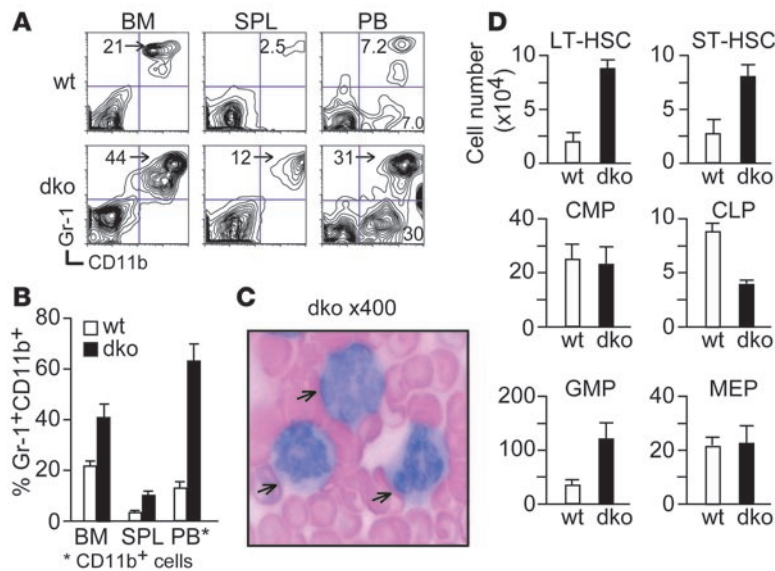 A
BM SPL PB
wt
21 2.5 7.2
7.0
dko
44 12 31
30
Gr-1
CD11b
B
% Gr-1+CD11b+
80
60
40
20
0
wt
dko
BM SPL PB*
* CD11b+ cells
C
dko x400
D
Cell number
(x10⁴)
LT-HSC
10
5
0
wt dko
ST-HSC
10
5
0
wt dko
CMP
40
20
0
wt dko
CLP
10
5
0
wt dko
GMP
200
100
0
wt dko
MEP
40
20
0
wt dko